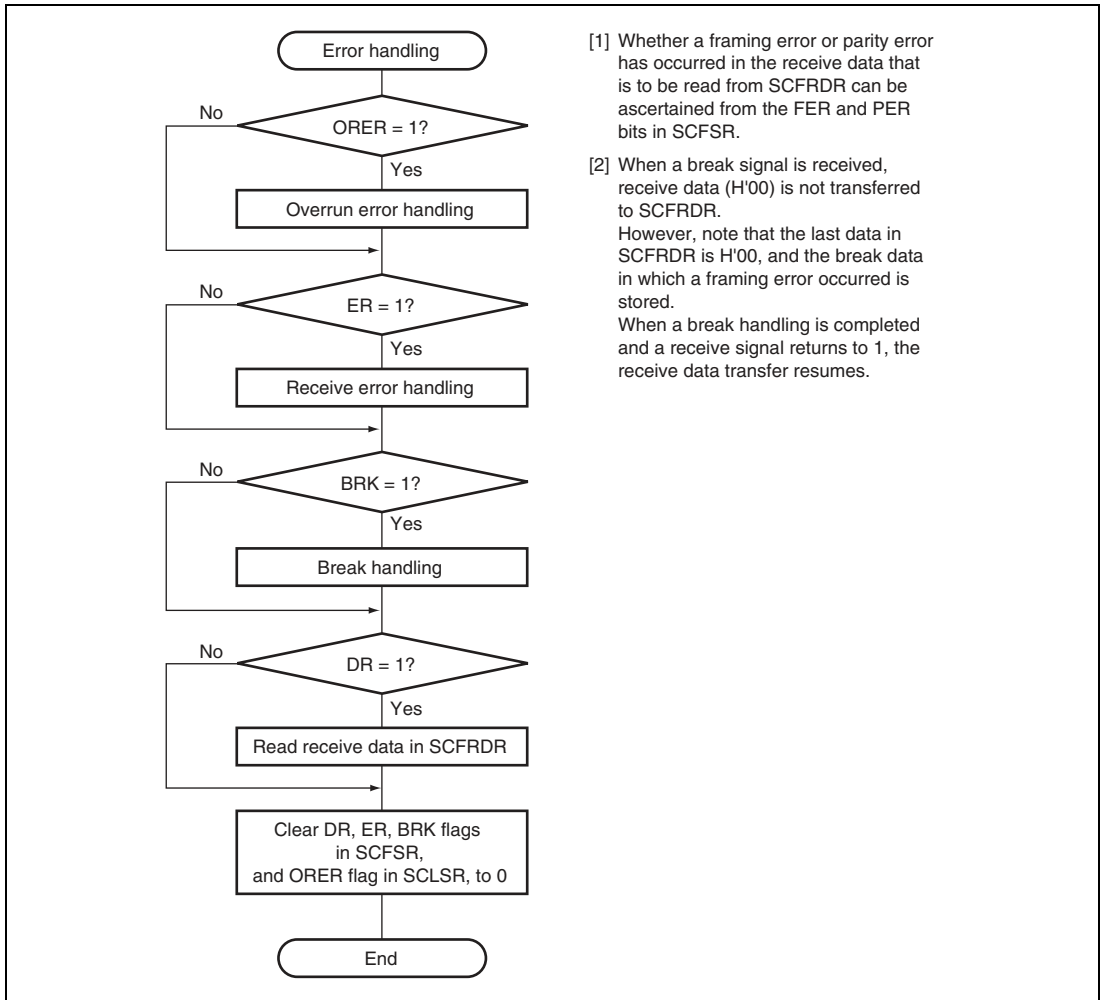 Error handling
No
ORER = 1?
Yes
Overrun error handling
No
ER = 1?
Yes
Receive error handling
No
BRK = 1?
Yes
Break handling
No
DR = 1?
Yes
Read receive data in SCFRDR
Clear DR, ER, BRK flags
in SCFSR,
and ORER flag in SCLSR, to 0
End
[1] Whether a framing error or parity error
has occurred in the receive data that
is to be read from SCFRDR can be
ascertained from the FER and PER
bits in SCFSR.
[2] When a break signal is received,
receive data (H'00) is not transferred
to SCFRDR.
However, note that the last data in
SCFRDR is H'00, and the break data
in which a framing error occurred is
stored.
When a break handling is completed
and a receive signal returns to 1, the
receive data transfer resumes.